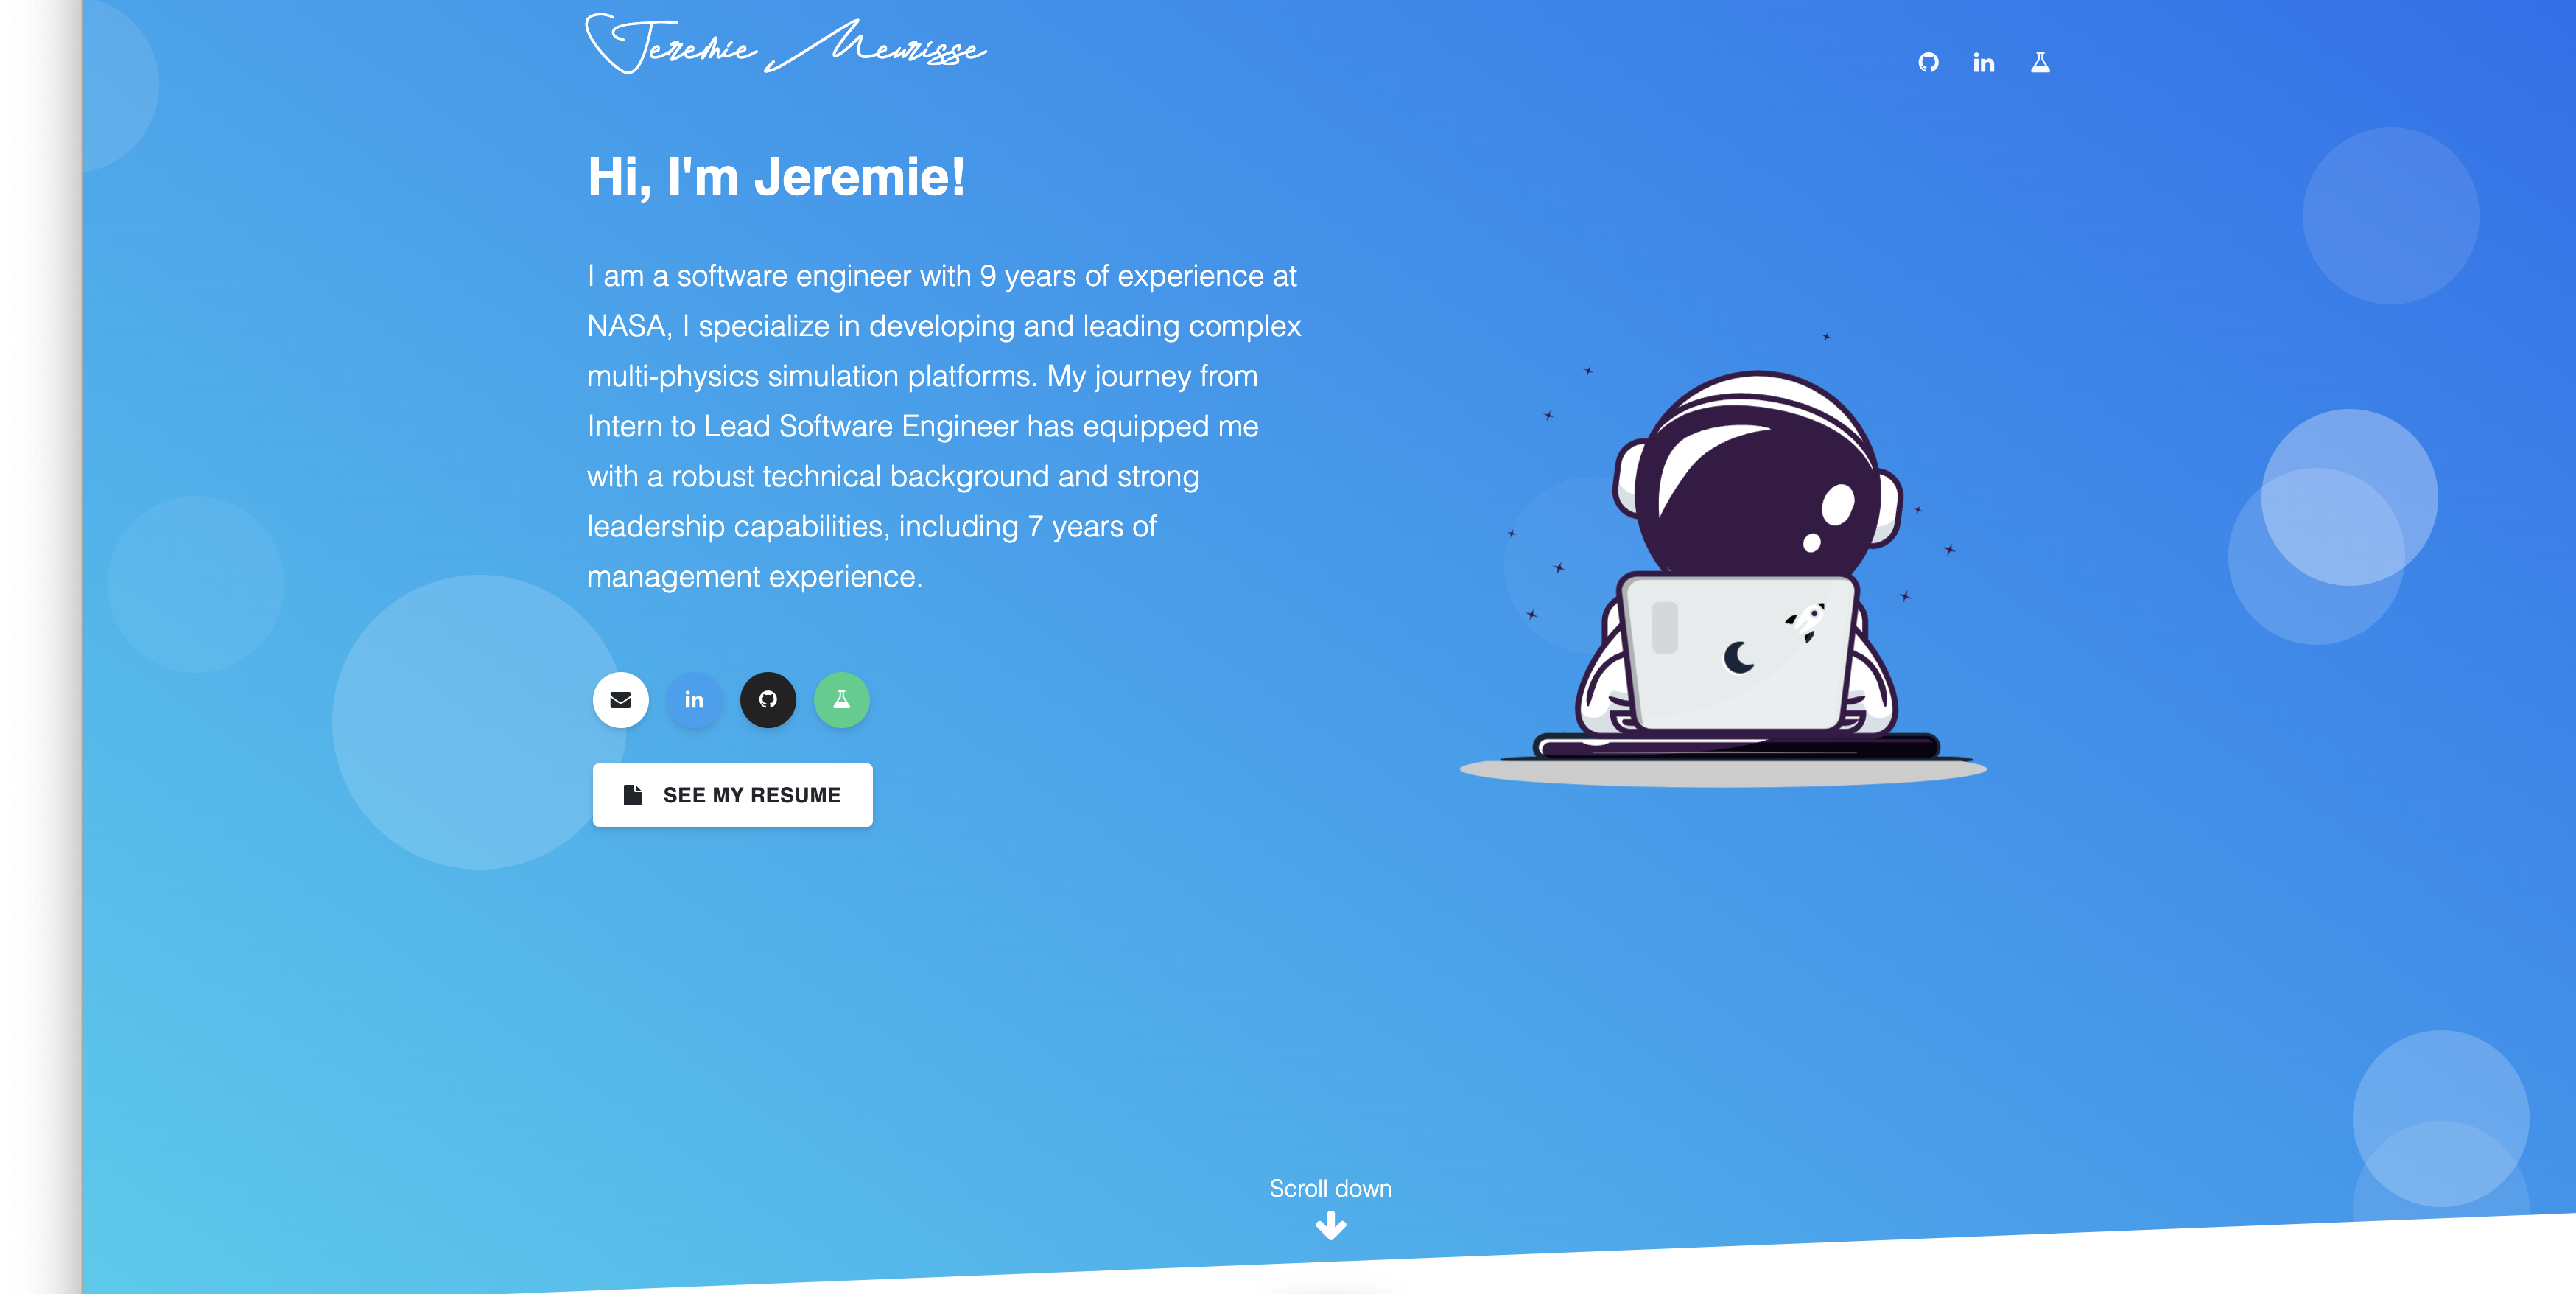 Jeremie Meurisse
Hi, I'm Jeremie!
I am a software engineer with 9 years of experience at
NASA, I specialize in developing and leading complex
multi-physics simulation platforms. My journey from
Intern to Lead Software Engineer has equipped me
with a robust technical background and strong
leadership capabilities, including 7 years of
management experience.
SEE MY RESUME
Scroll down